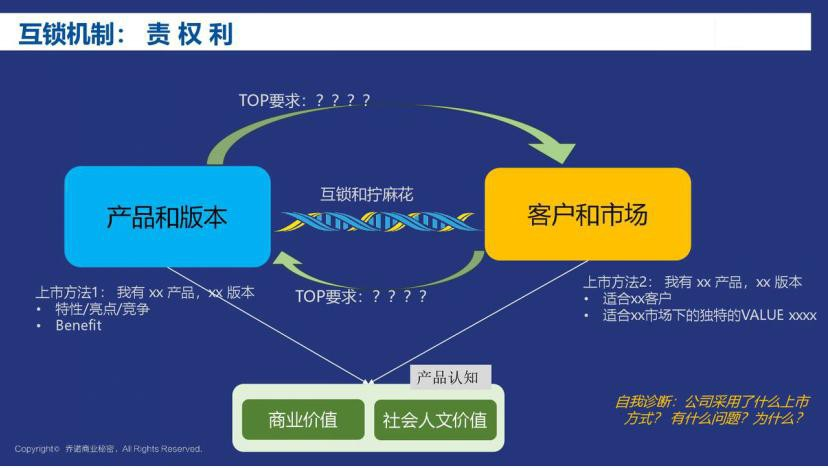 互锁机制： 责 权 利
TOP要求：？？？？
产品和版本
互锁和拧麻花
客户和市场
TOP要求：？？？？
上市方法1： 我有 xx 产品，xx 版本
• 特性/亮点/竞争
• Benefit
上市方法2： 我有 xx 产品，xx 版本
• 适合xx客户
• 适合xx市场下的独特的VALUE xxxx
产品认知
商业价值
社会人文价值
自我诊断：公司采用了什么上市
方式？ 有什么问题？为什么？
Copyright© 乔诺商业秘密，All Rights Reserved.